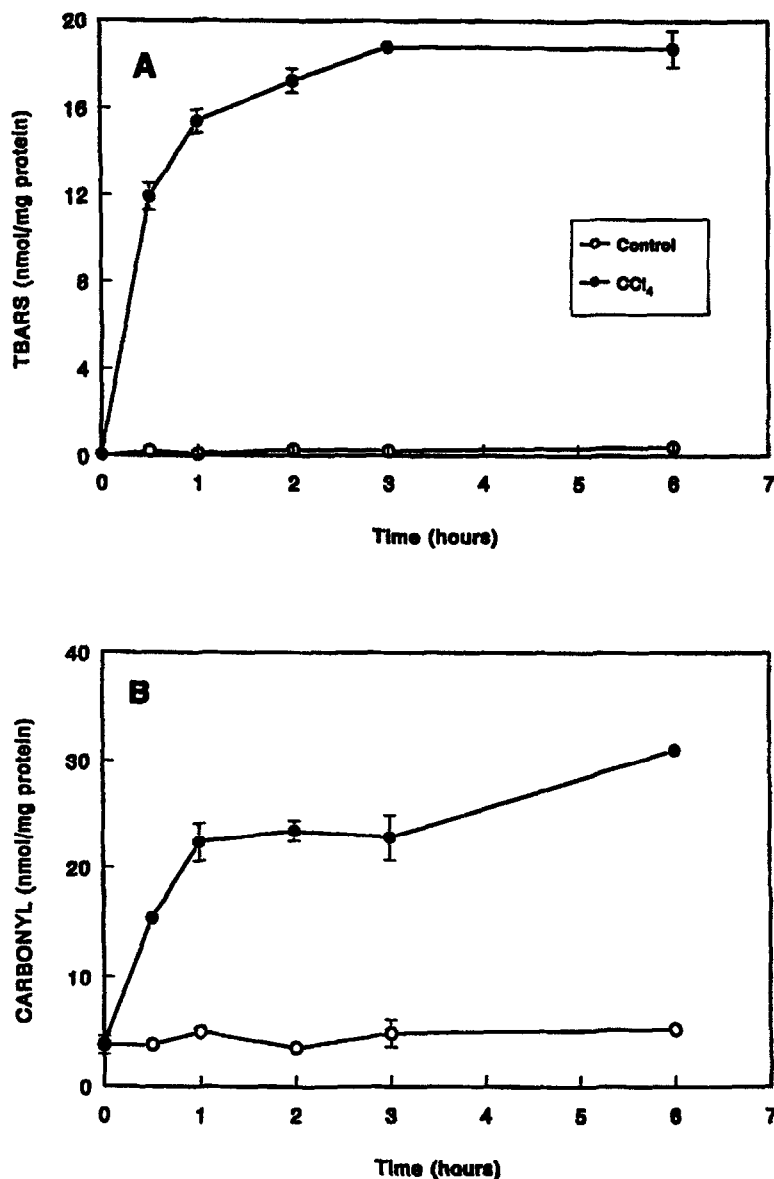 20
16
12
8
4
0
TBARS (nmol/mg protein)
A
Control
CCl₄
0 1 2 3 4 5 6 7
Time (hours)
40
30
20
10
0
CARBONYL (nmol/mg protein)
B
0 1 2 3 4 5 6 7
Time (hours)